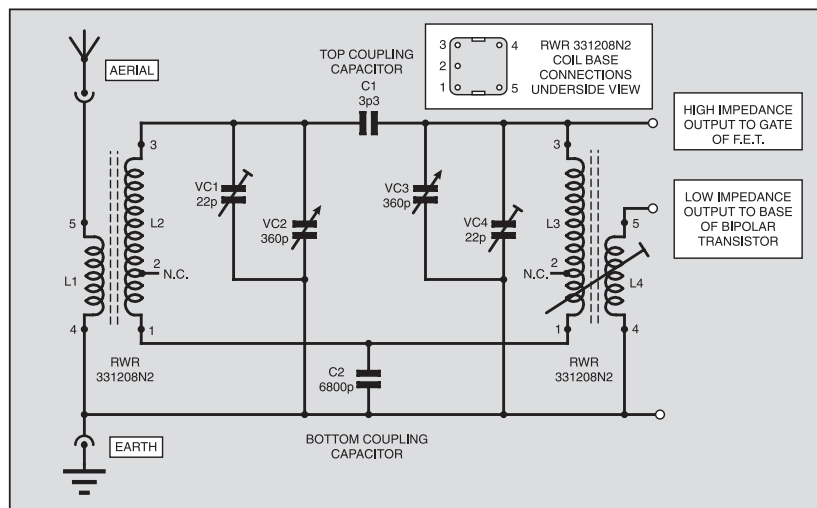 AERIAL
TOP COUPLING
CAPACITOR
C1
3p3
3
4
2
1
5
RWR 331208N2
COIL BASE
CONNECTIONS
UNDERSIDE VIEW
HIGH IMPEDANCE
OUTPUT TO GATE
OF F.E.T.
LOW IMPEDANCE
OUTPUT TO BASE
OF BIPOLAR
TRANSISTOR
5
L1
4
3
L2
2
N.C.
1
RWR
331208N2
VC1
22p
VC2
360p
VC3
360p
VC4
22p
3
L3
2
N.C.
1
5
L4
4
RWR
331208N2
C2
6800p
BOTTOM COUPLING
CAPACITOR
EARTH